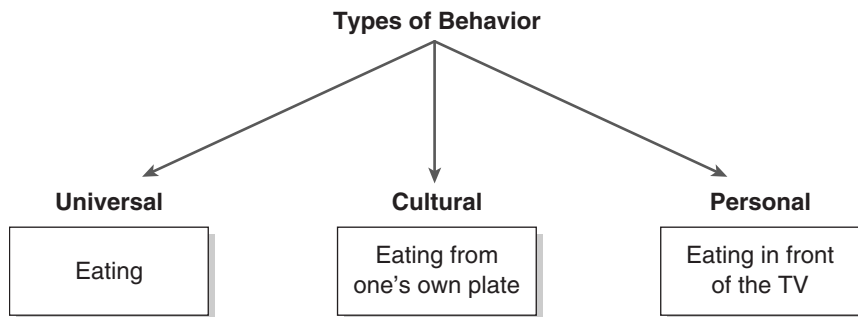 Types of Behavior
Universal
Cultural
Personal
Eating
Eating from
one's own plate
Eating in front
of the TV